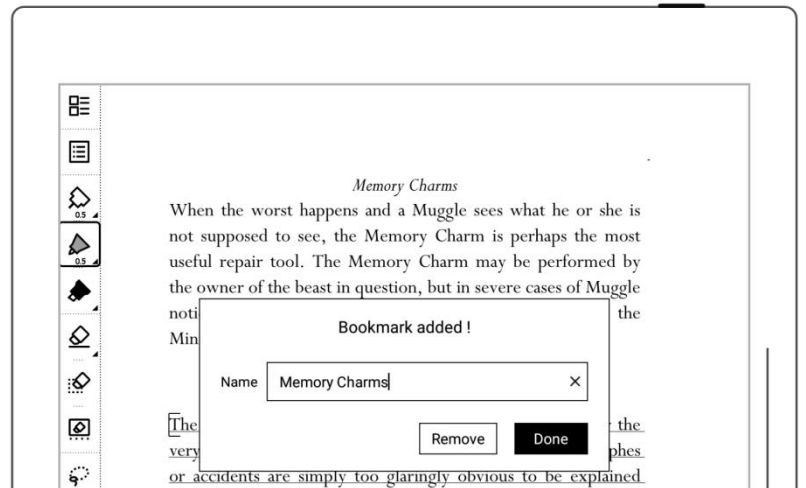 Memory Charms
When the worst happens and a Muggle sees what he or she is
not supposed to see, the Memory Charm is perhaps the most
useful repair tool. The Memory Charm may be performed by
the owner of the beast in question, but in severe cases of Muggle
noti
the
Min
Bookmark added !
Name Memory Charms
Remove Done
The
the
very
phes
or accidents are simply too glaringly obvious to be explained
0.5
0.5